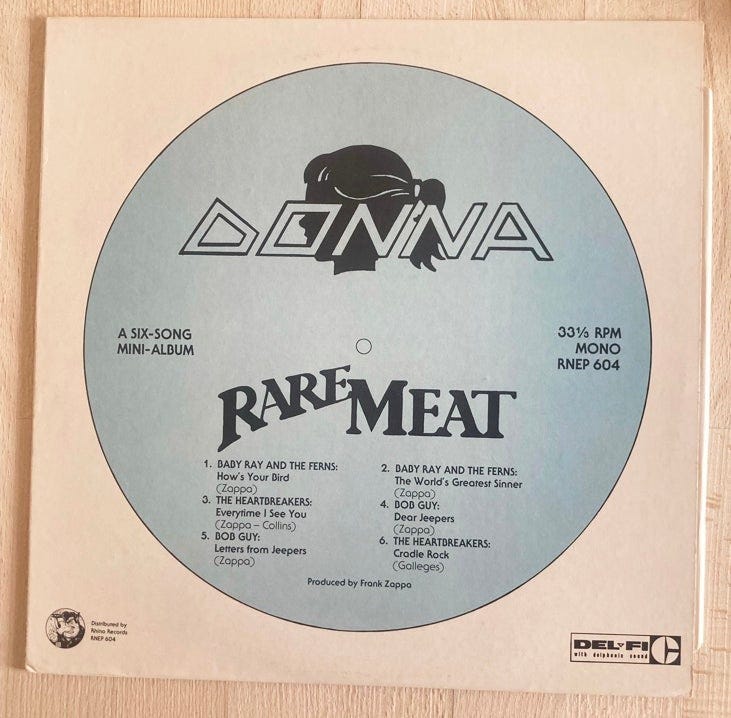 DONNA
A SIX-SONG
MINI-ALBUM
33⅓ RPM
MONO
RNEP 604
RARE MEAT
1. BABY RAY AND THE FERNS:
How's Your Bird
(Zappa)
2. BABY RAY AND THE FERNS:
The World's Greatest Sinner
(Zappa)
3. THE HEARTBREAKERS:
Everytime I See You
(Zappa – Collins)
4. BOB GUY:
Dear Jeepers
(Zappa)
5. BOB GUY:
Letters from Jeepers
(Zappa)
6. THE HEARTBREAKERS:
Cradle Rock
(Galleges)
Produced by Frank Zappa
Distributed by
Rhino Records
RNEP 604
DEL-FI
with delphonic sound